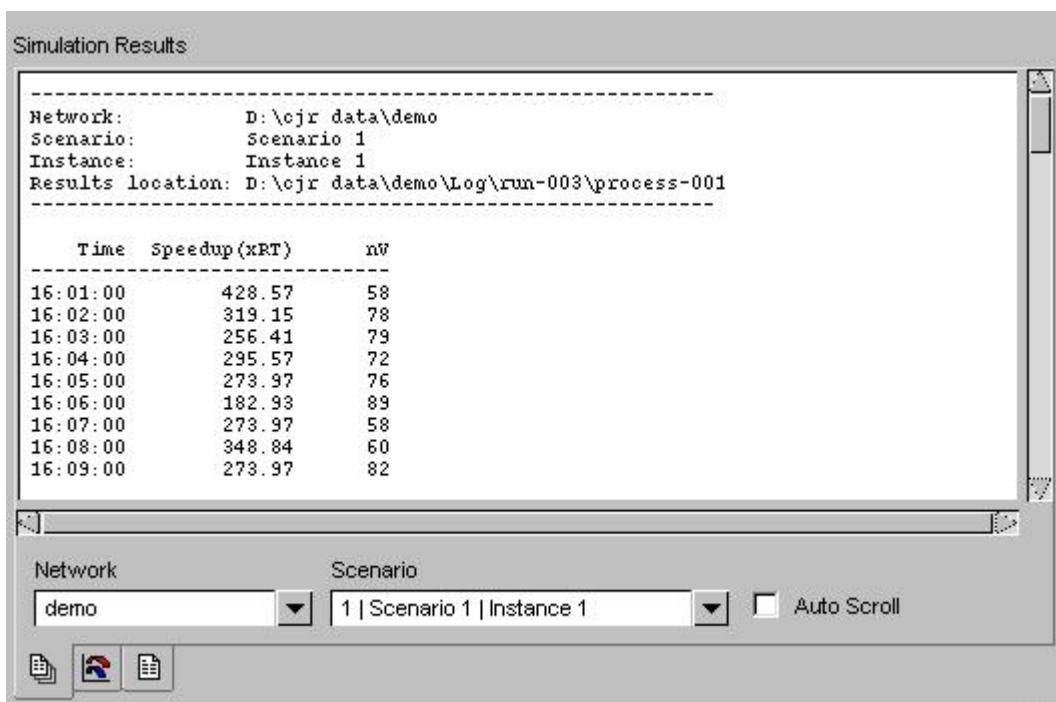 Simulation Results
------------------------------------------------------------
Network: D:\cjr data\demo
Scenario: Scenario 1
Instance: Instance 1
Results location: D:\cjr data\demo\Log\run-003\process-001
------------------------------------------------------------
Time Speedup(xRT) nV
-------------------------------
16:01:00 428.57 58
16:02:00 319.15 78
16:03:00 256.41 79
16:04:00 295.57 72
16:05:00 273.97 76
16:06:00 182.93 89
16:07:00 273.97 58
16:08:00 348.84 60
16:09:00 273.97 82
Network Scenario
demo 1 | Scenario 1 | Instance 1 Auto Scroll